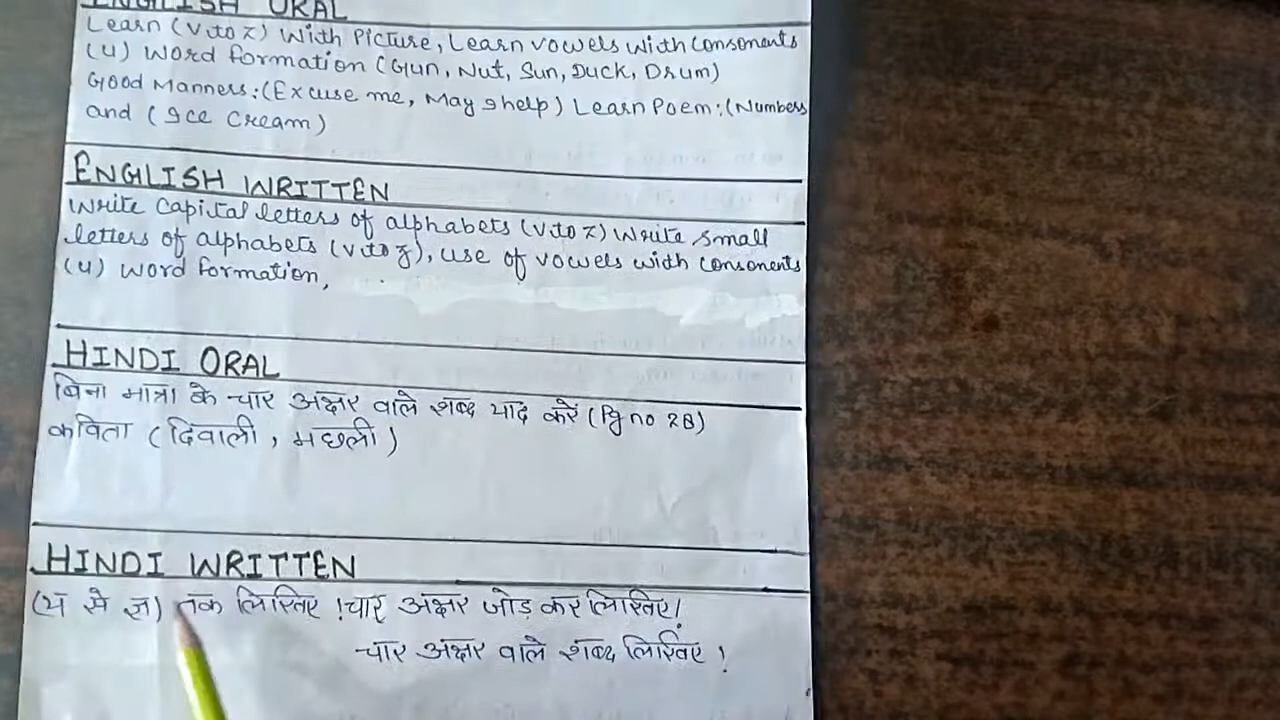 ENGLISH ORAL
Learn (V to Z) With Picture, Learn vowels with Consonents
(U) Word formation (Gun, Nut, Sun, Duck, Drum)
Good Manners:(Excuse me, May I help) Learn Poem:(Numbers
and (Ice Cream)
ENGLISH WRITTEN
Write Capital letters of alphabets (V to Z) Write small
letters of alphabets (v to z), use of vowels with consonents
(U) Word formation,
HINDI ORAL
बिना मात्रा के चार अक्षर वाले शब्द याद करें (Pg no 28)
कविता (दिवाली, मछली)
HINDI WRITTEN
(य से ज्ञ) तक लिखिए ! चार अक्षर जोड़ कर लिखिए!
चार अक्षर वाले शब्द लिखिए !